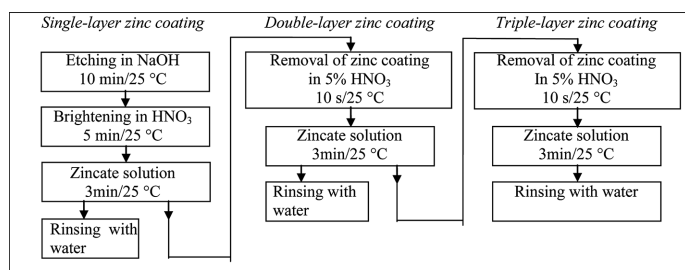 Single-layer zinc coating
Etching in NaOH
10 min/25 °C
Brightening in HNO₃
5 min/25 °C
Zincate solution
3min/25 °C
Rinsing with
water
Double-layer zinc coating
Removal of zinc coating
in 5% HNO₃
10 s/25 °C
Zincate solution
3min/25 °C
Rinsing with
water
Triple-layer zinc coating
Removal of zinc coating
In 5% HNO₃
10 s/25 °C
Zincate solution
3min/25 °C
Rinsing with water